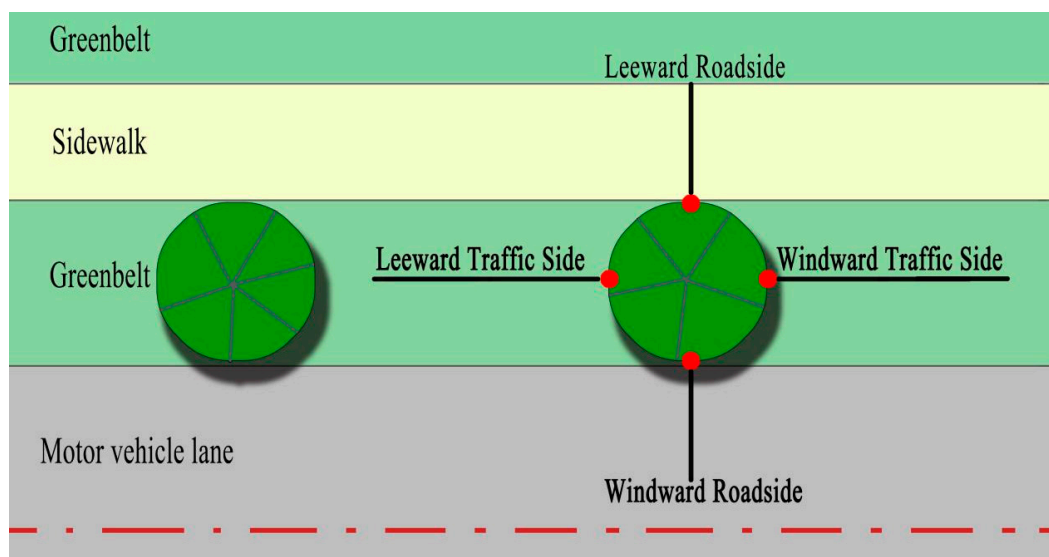 Greenbelt
Leeward Roadside
Sidewalk
Greenbelt
Leeward Traffic Side
Windward Traffic Side
Motor vehicle lane
Windward Roadside